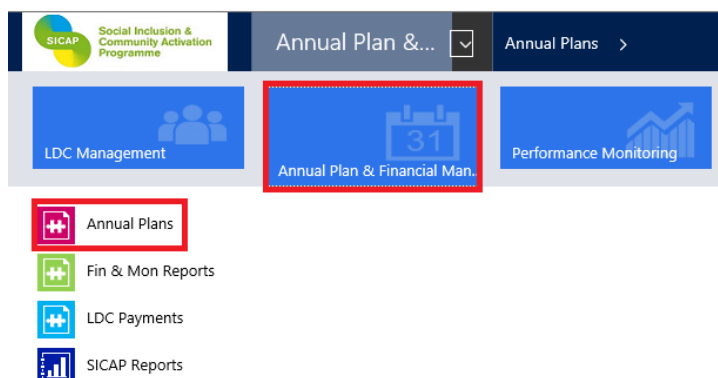 SICAP
Social Inclusion &
Community Activation
Programme
Annual Plan &...
Annual Plans >
LDC Management
31
Annual Plan & Financial Man..
Performance Monitoring
Annual Plans
Fin & Mon Reports
LDC Payments
SICAP Reports